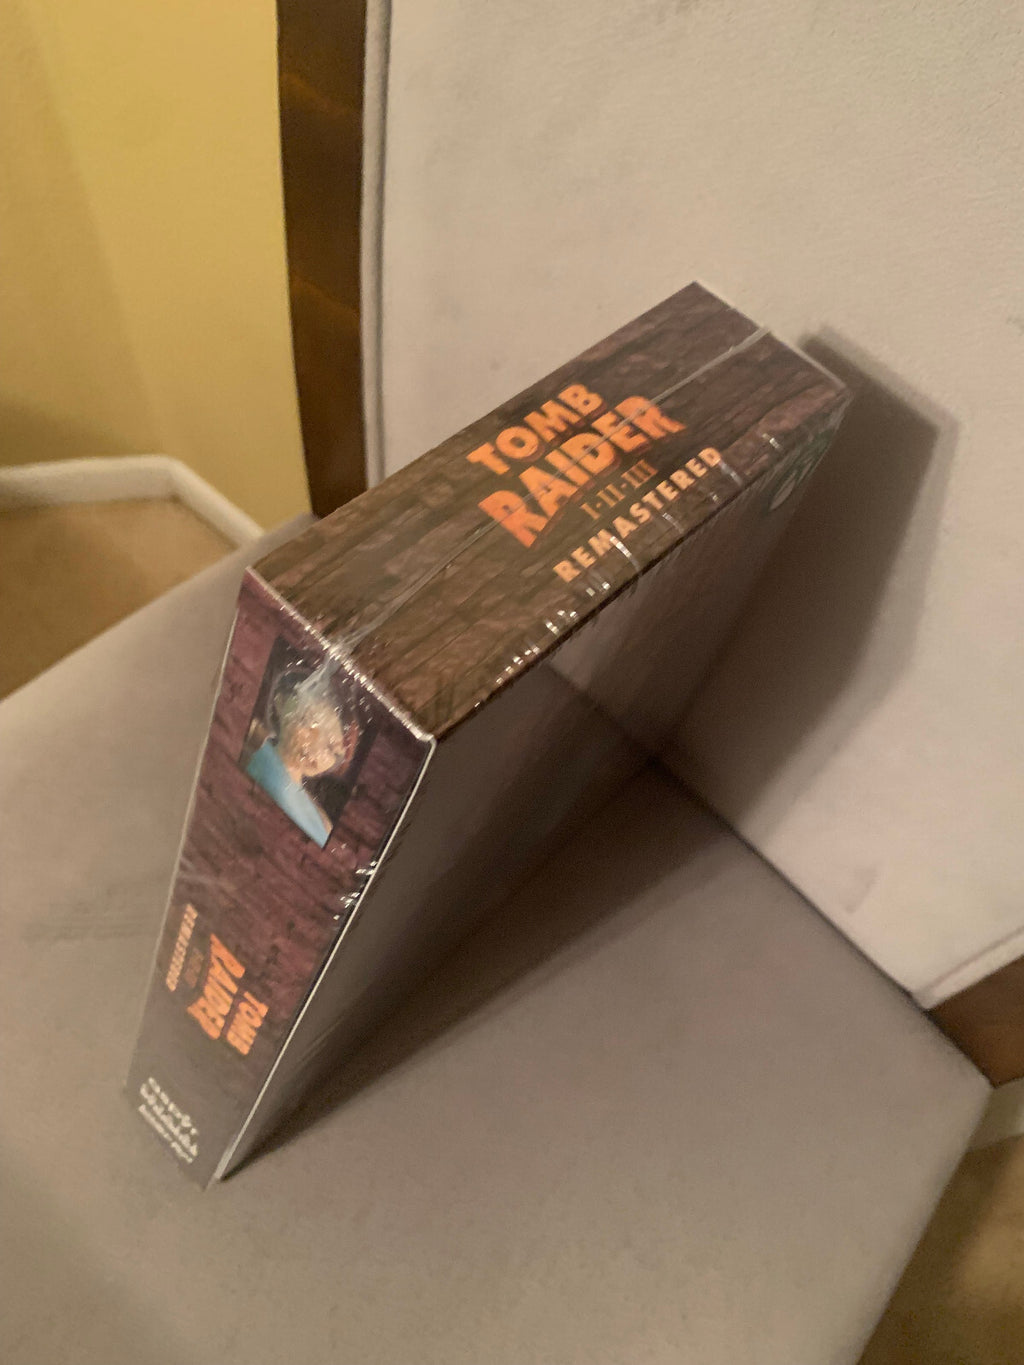 TOMB
RAIDER
I·II·III
REMASTERED
TOMB
RAIDER
REMASTERED